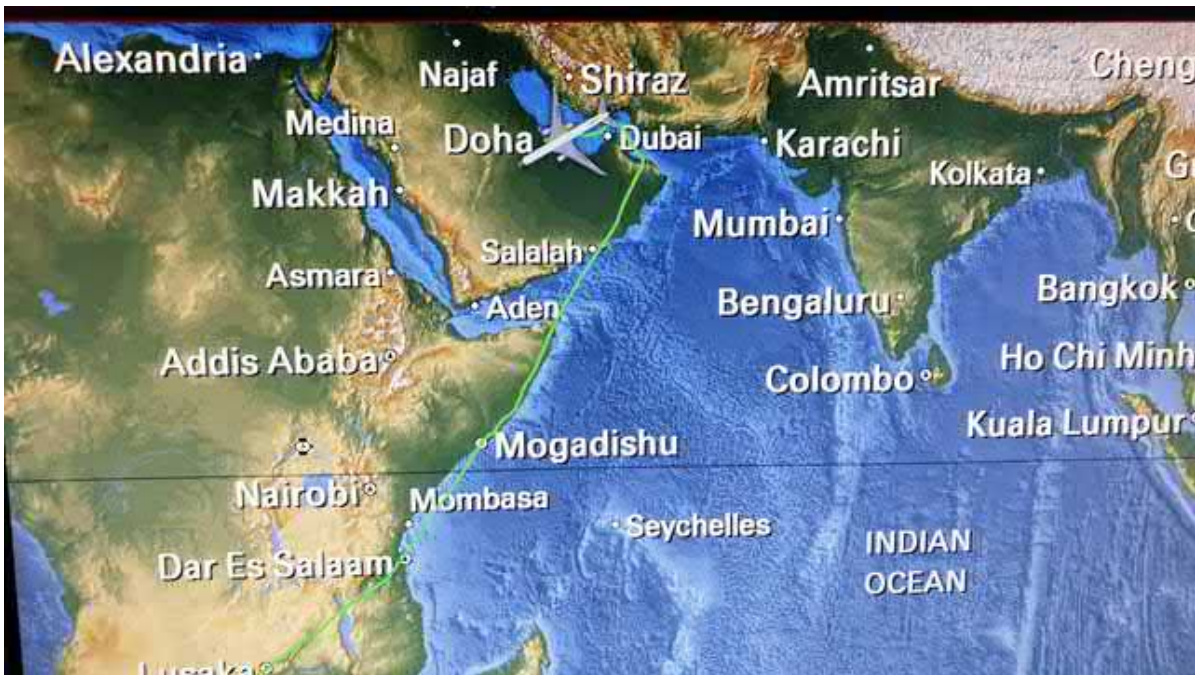 Alexandria
Najaf
Shiraz
Amritsar
Medina
Doha
Dubai
Karachi
Kolkata
Makkah
Mumbai
Salalah
Asmara
Aden
Bengaluru
Bangkok
Addis Ababa
Colombo
Ho Chi Minh
Mogadishu
Kuala Lumpur
Nairobi
Mombasa
Seychelles
Dar Es Salaam
INDIAN
OCEAN
Lusaka